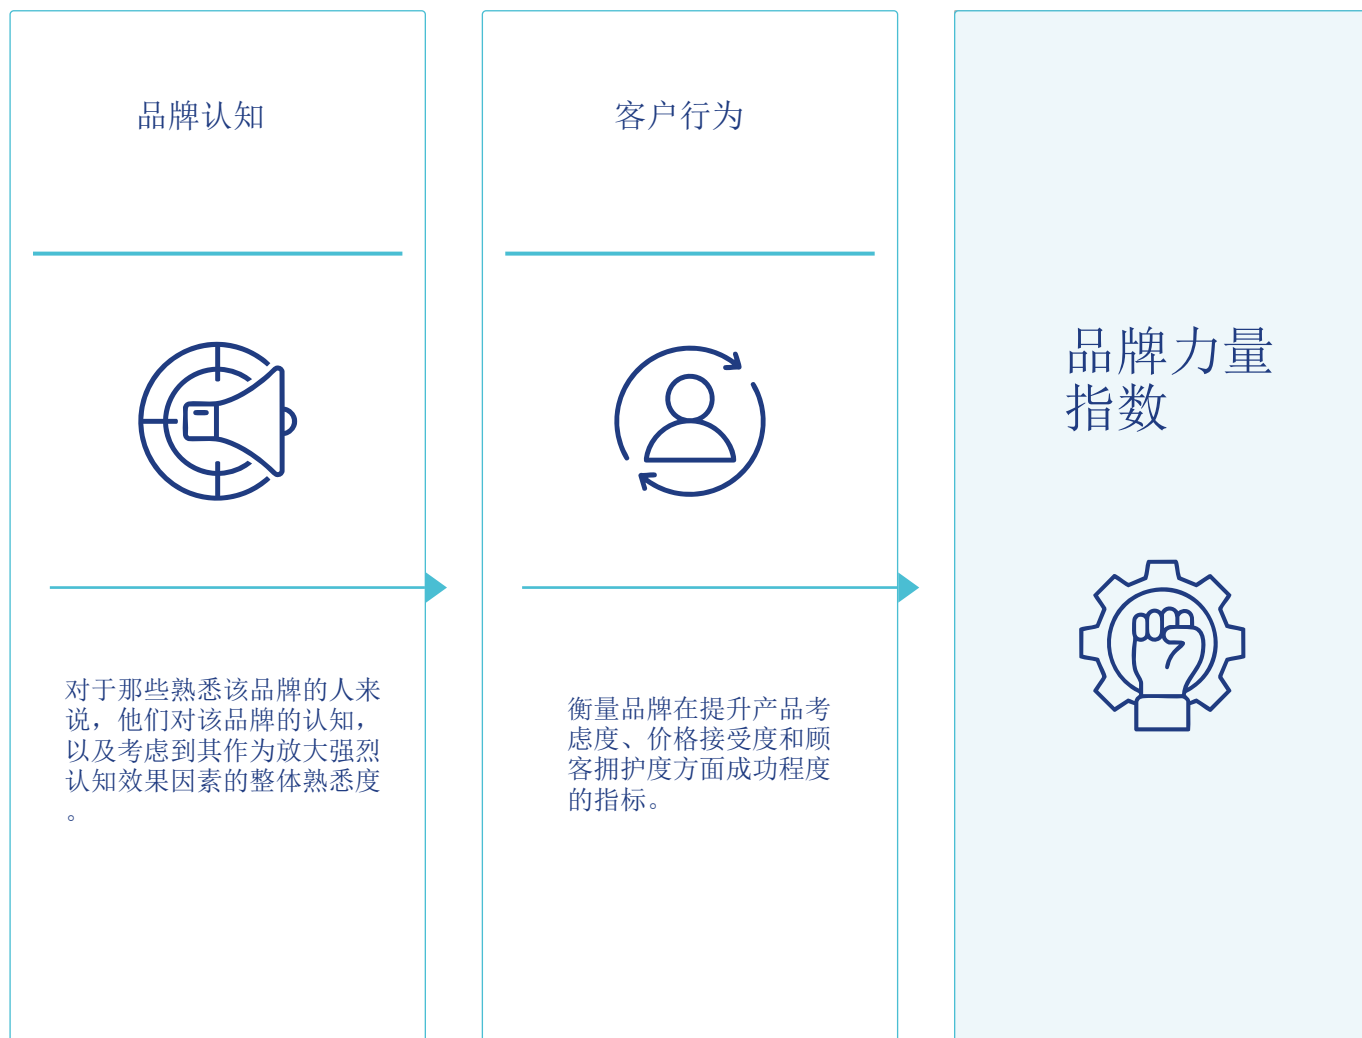 品牌认知
对于那些熟悉该品牌的人来
说，他们对该品牌的认知，
以及考虑到其作为放大强烈
认知效果因素的整体熟悉度
。
客户行为
衡量品牌在提升产品考
虑度、价格接受度和顾
客拥护度方面成功程度
的指标。
品牌力量
指数